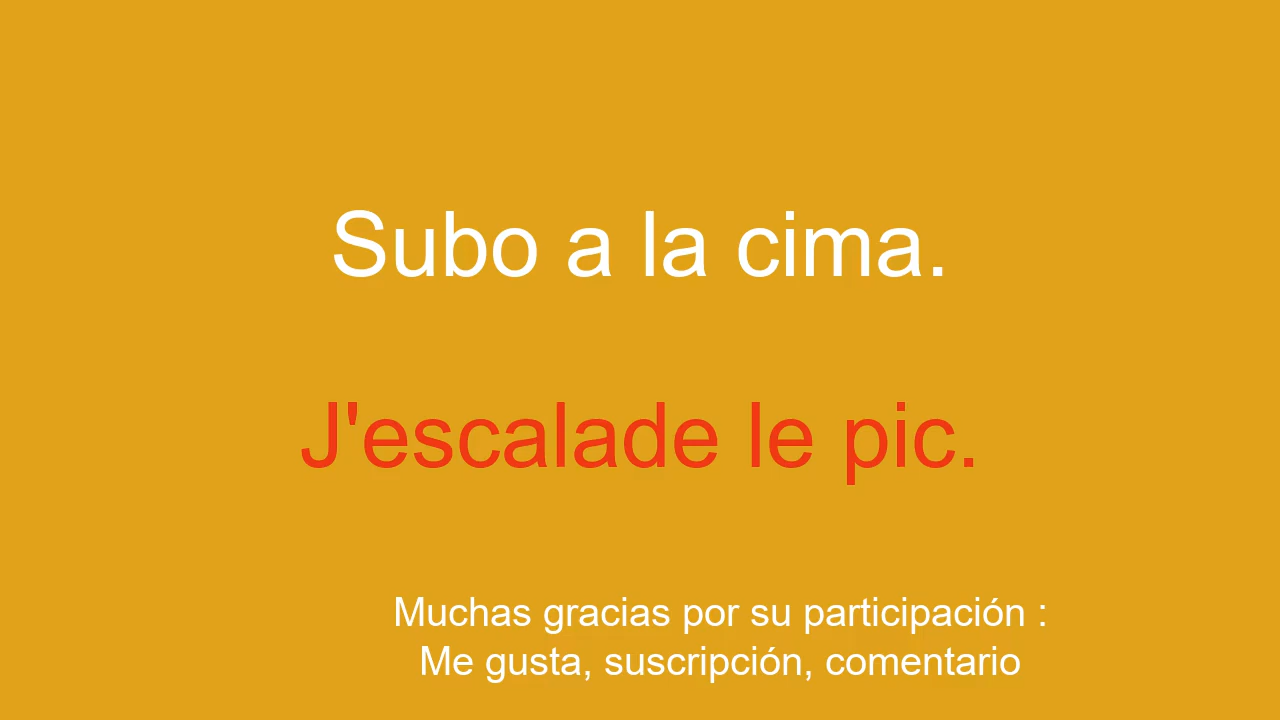 Subo a la cima.
J'escalade le pic.
Muchas gracias por su participación :
Me gusta, suscripción, comentario